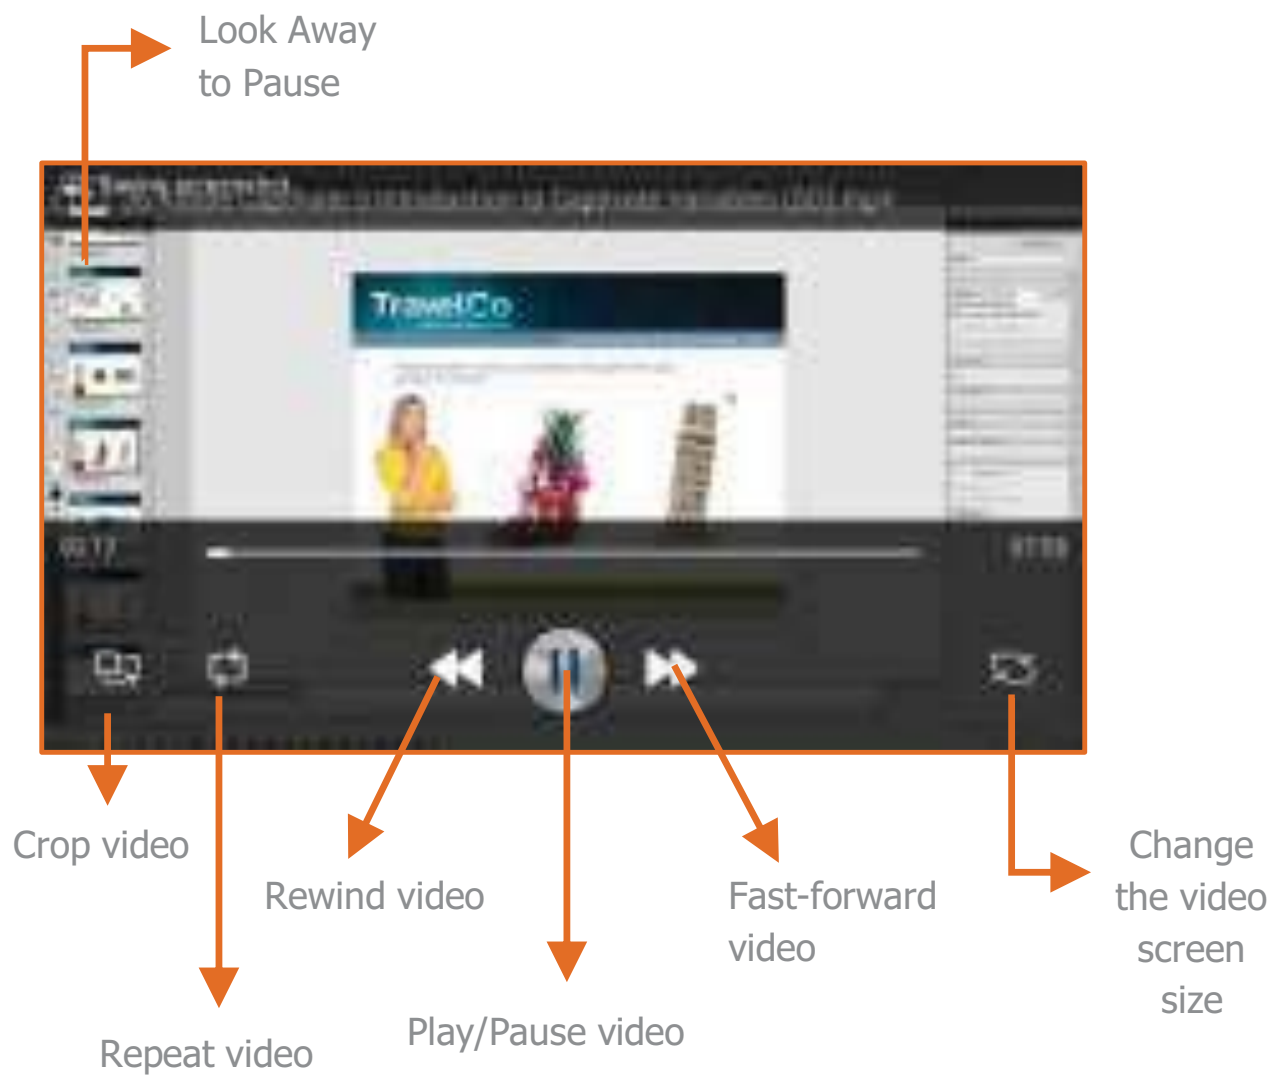 Look Away
to Pause
TravelCo
Crop video
Rewind video
Fast-forward
video
Change
the video
screen
size
Play/Pause video
Repeat video